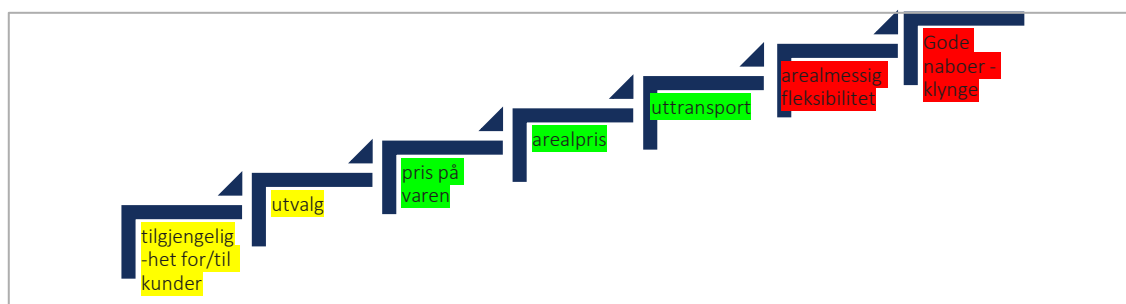 tilgjengelig
-het for/til
kunder
utvalg
pris på
varen
arealpris
uttransport
arealmessig
fleksibilitet
Gode
naboer -
klynge